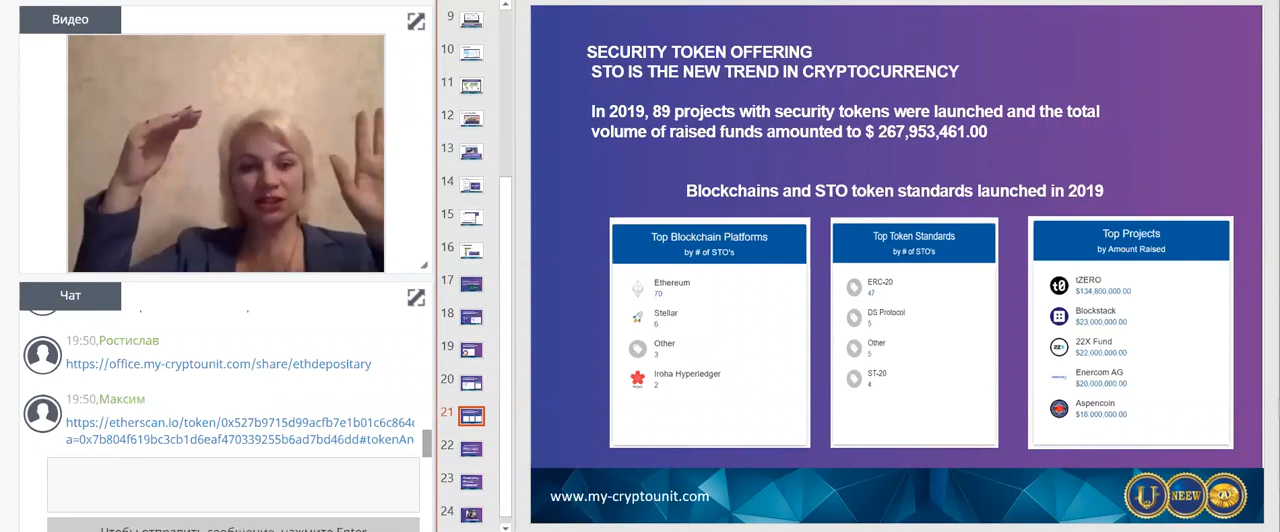 Видео
Чат
19:50,Ростислав
https://office.my-cryptounit.com/share/ethdepositary
19:50,Максим
https://etherscan.io/token/0x527b9715d99acfb7e1b01c6c864
a=0x7b804f619bc3cb1d6eaf470339255b6ad7bd46dd#tokenAn
Чтобы отправить сообщение, нажмите Enter
9
10
11
12
13
14
15
16
17
18
19
20
21
22
23
24
SECURITY TOKEN OFFERING
STO IS THE NEW TREND IN CRYPTOCURRENCY
In 2019, 89 projects with security tokens were launched and the total
volume of raised funds amounted to $ 267,953,461.00
Blockchains and STO token standards launched in 2019
Top Blockchain Platforms
by # of STO's
Ethereum
70
Stellar
6
Other
3
Iroha Hyperledger
2
Top Token Standards
by # of STO's
ERC-20
47
DS Protocol
5
Other
5
ST-20
4
Top Projects
by Amount Raised
t0
tZERO
$134,800,000.00
Blockstack
$23,000,000.00
22X
22X Fund
$22,000,000.00
Enercom AG
$20,000,000.00
Aspencoin
$18,000,000.00
www.my-cryptounit.com
U
NEEW
A